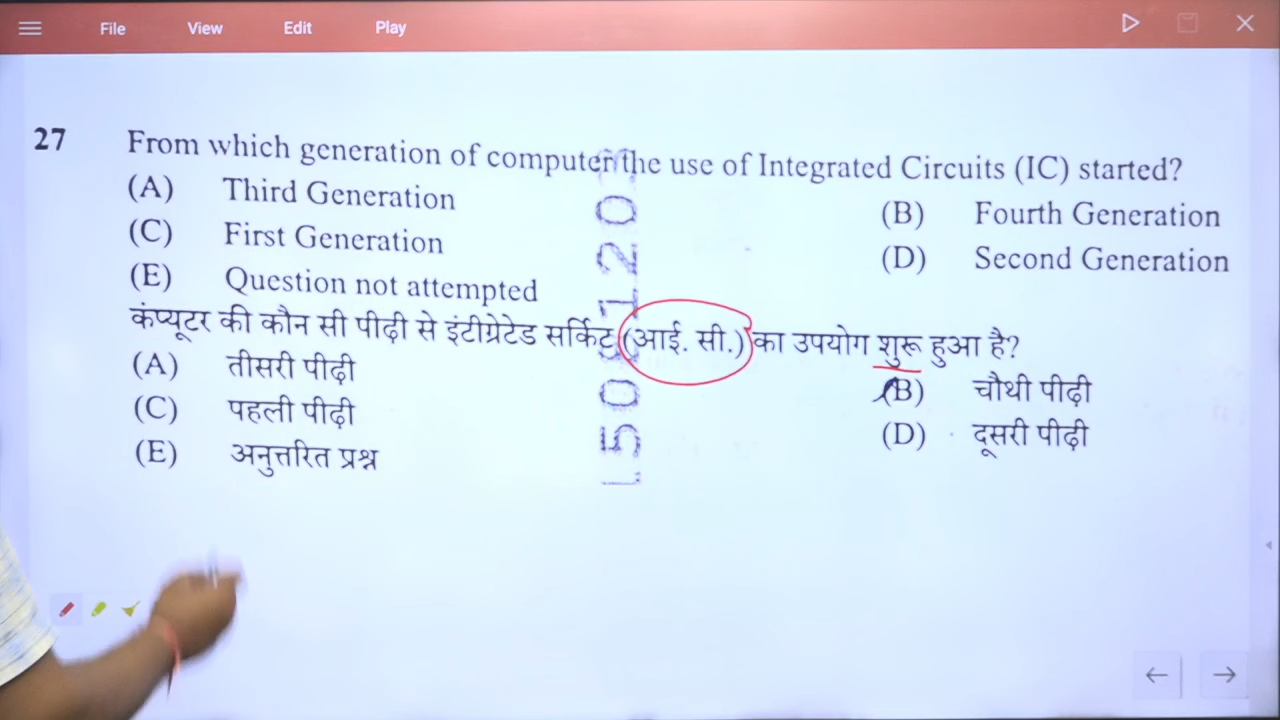 File View Edit Play
27 From which generation of computer the use of Integrated Circuits (IC) started?
(A) Third Generation (B) Fourth Generation
(C) First Generation (D) Second Generation
(E) Question not attempted
कंप्यूटर की कौन सी पीढ़ी से इंटीग्रेटेड सर्किट (आई. सी.) का उपयोग शुरू हुआ है?
(A) तीसरी पीढ़ी (B) चौथी पीढ़ी
(C) पहली पीढ़ी (D) दूसरी पीढ़ी
(E) अनुत्तरित प्रश्न